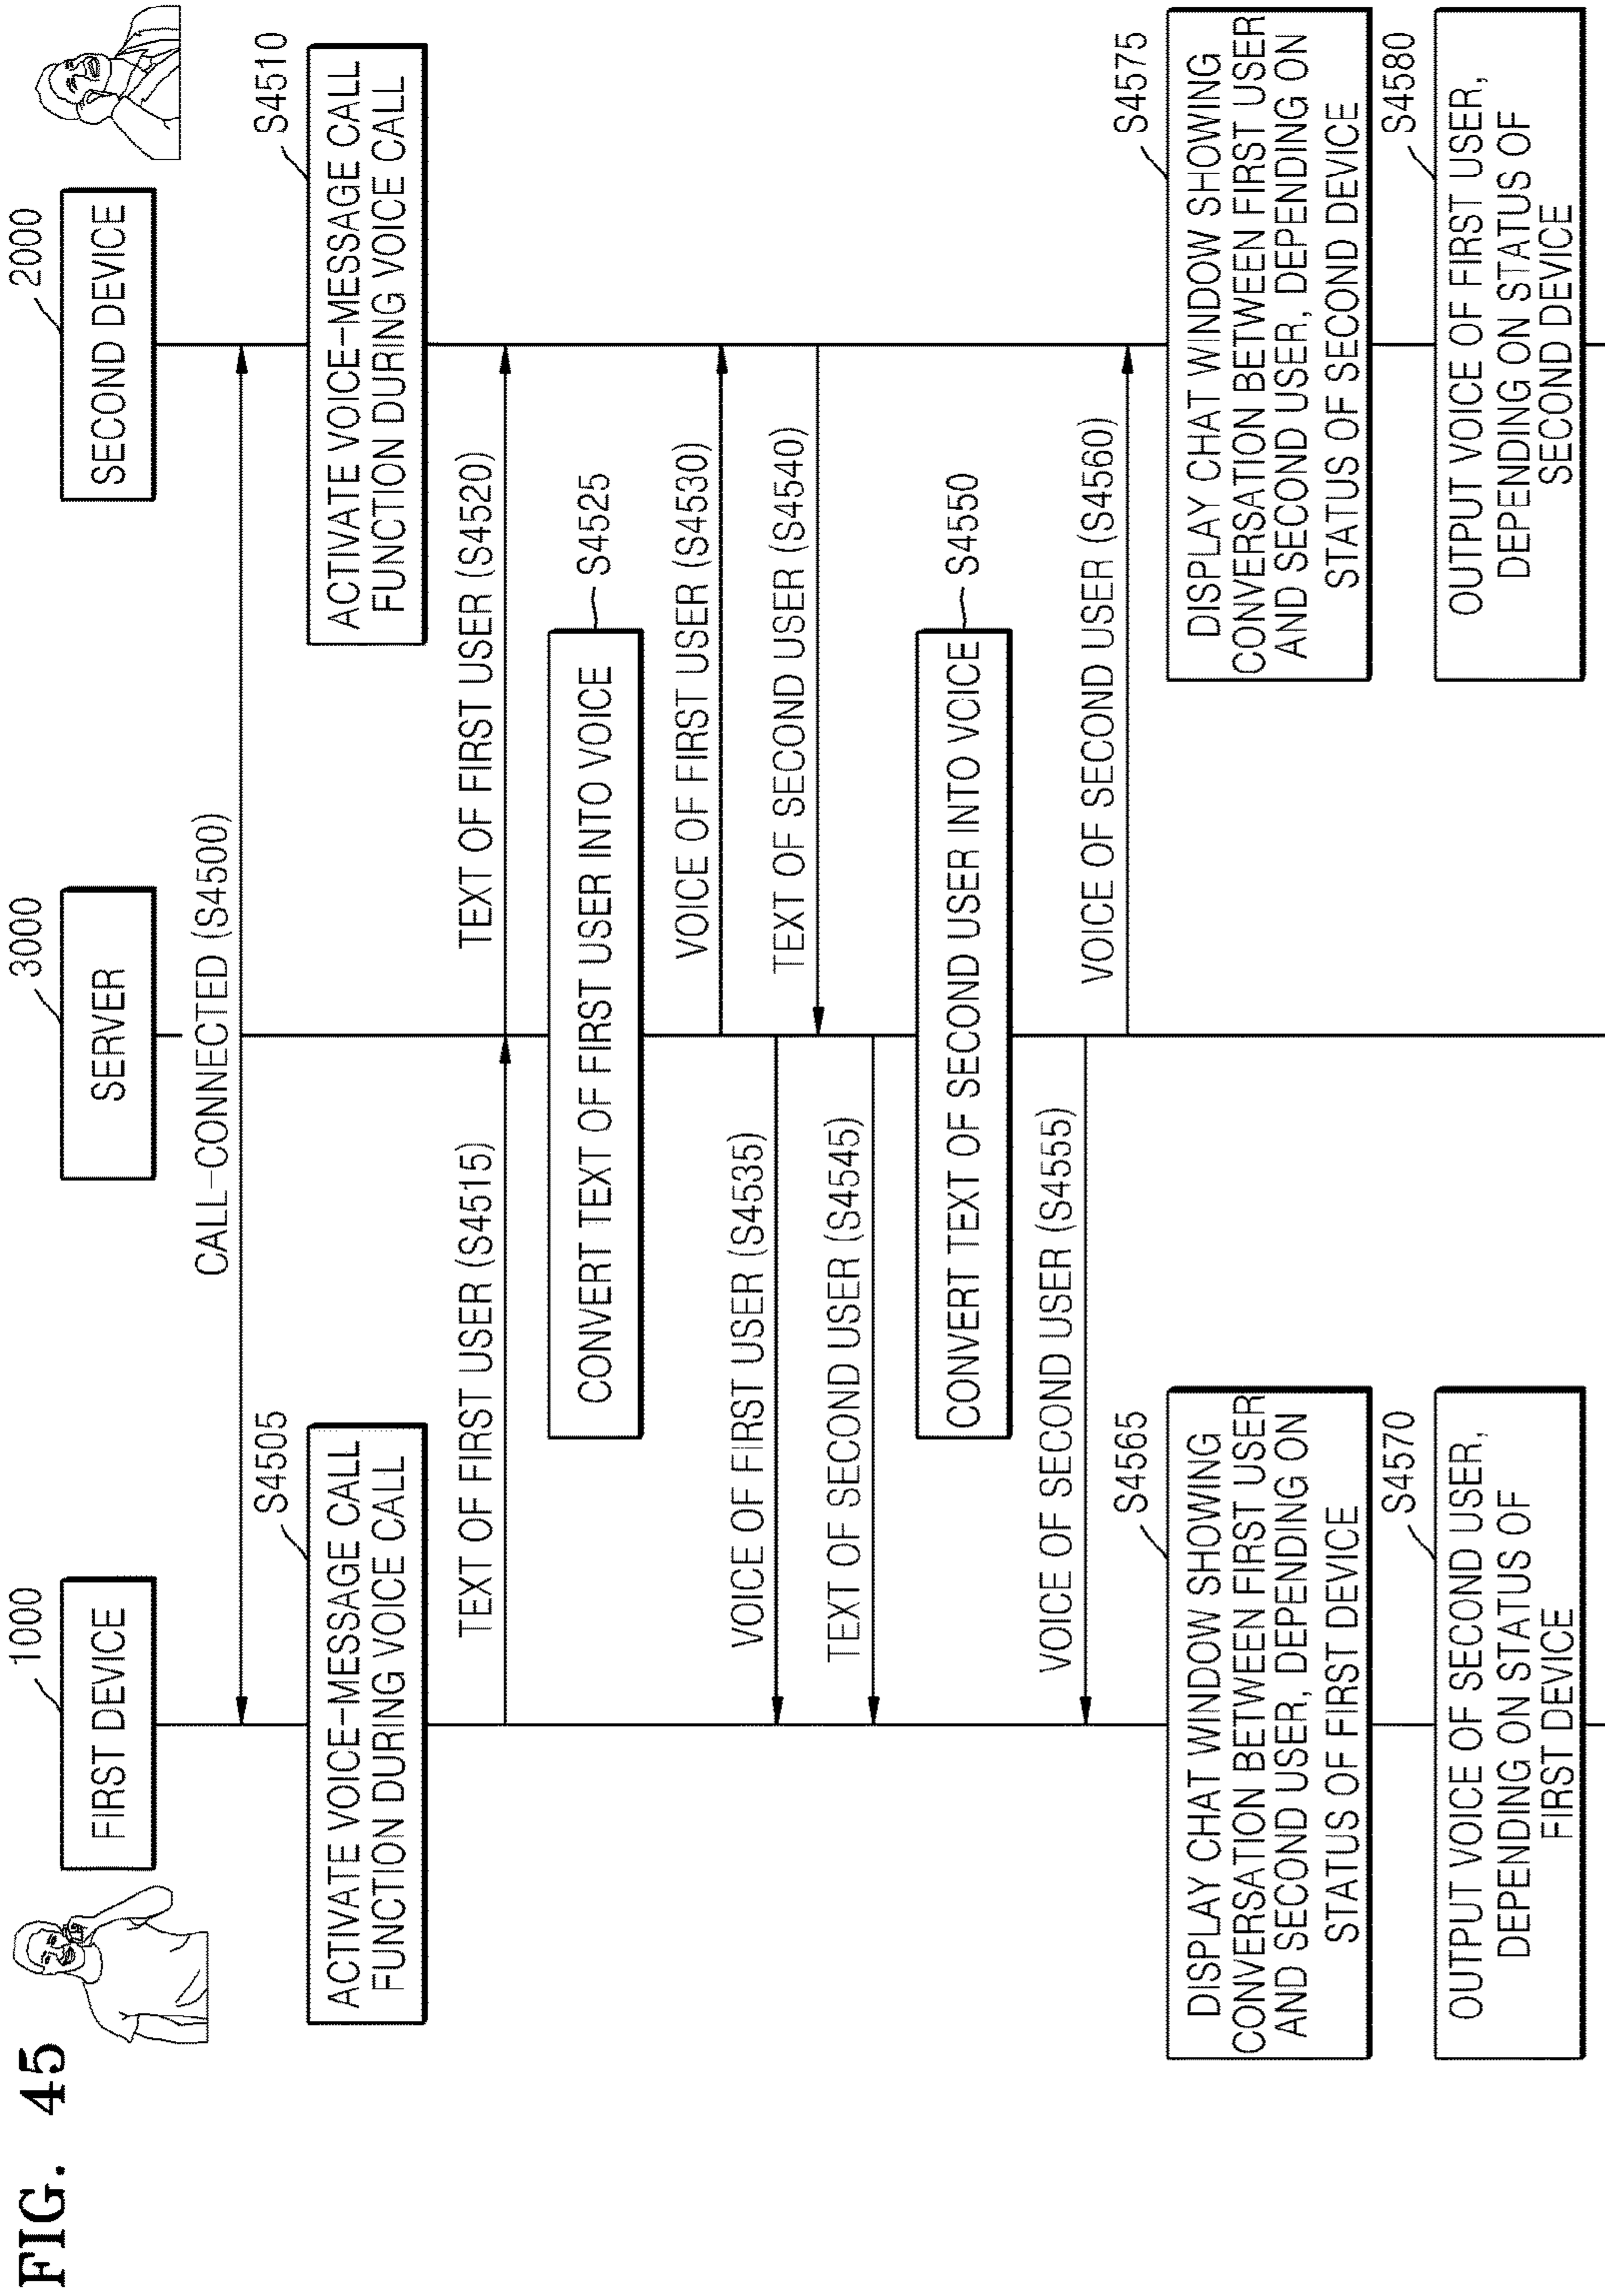 FIG. 45
1000
FIRST DEVICE
3000
SERVER
2000
SECOND DEVICE
CALL-CONNECTED (S4500)
S4505
ACTIVATE VOICE-MESSAGE CALL
FUNCTION DURING VOICE CALL
S4510
ACTIVATE VOICE-MESSAGE CALL
FUNCTION DURING VOICE CALL
TEXT OF FIRST USER (S4515)
TEXT OF FIRST USER (S4520)
CONVERT TEXT OF FIRST USER INTO VOICE
S4525
VOICE OF FIRST USER (S4530)
VOICE OF FIRST USER (S4535)
TEXT OF SECOND USER (S4540)
TEXT OF SECOND USER (S4545)
CONVERT TEXT OF SECOND USER INTO VOICE
S4550
VOICE OF SECOND USER (S4555)
VOICE OF SECOND USER (S4560)
S4565
DISPLAY CHAT WINDOW SHOWING
CONVERSATION BETWEEN FIRST USER
AND SECOND USER, DEPENDING ON
STATUS OF FIRST DEVICE
S4575
DISPLAY CHAT WINDOW SHOWING
CONVERSATION BETWEEN FIRST USER
AND SECOND USER, DEPENDING ON
STATUS OF SECOND DEVICE
S4570
OUTPUT VOICE OF SECOND USER,
DEPENDING ON STATUS OF
FIRST DEVICE
S4580
OUTPUT VOICE OF FIRST USER,
DEPENDING ON STATUS OF
SECOND DEVICE